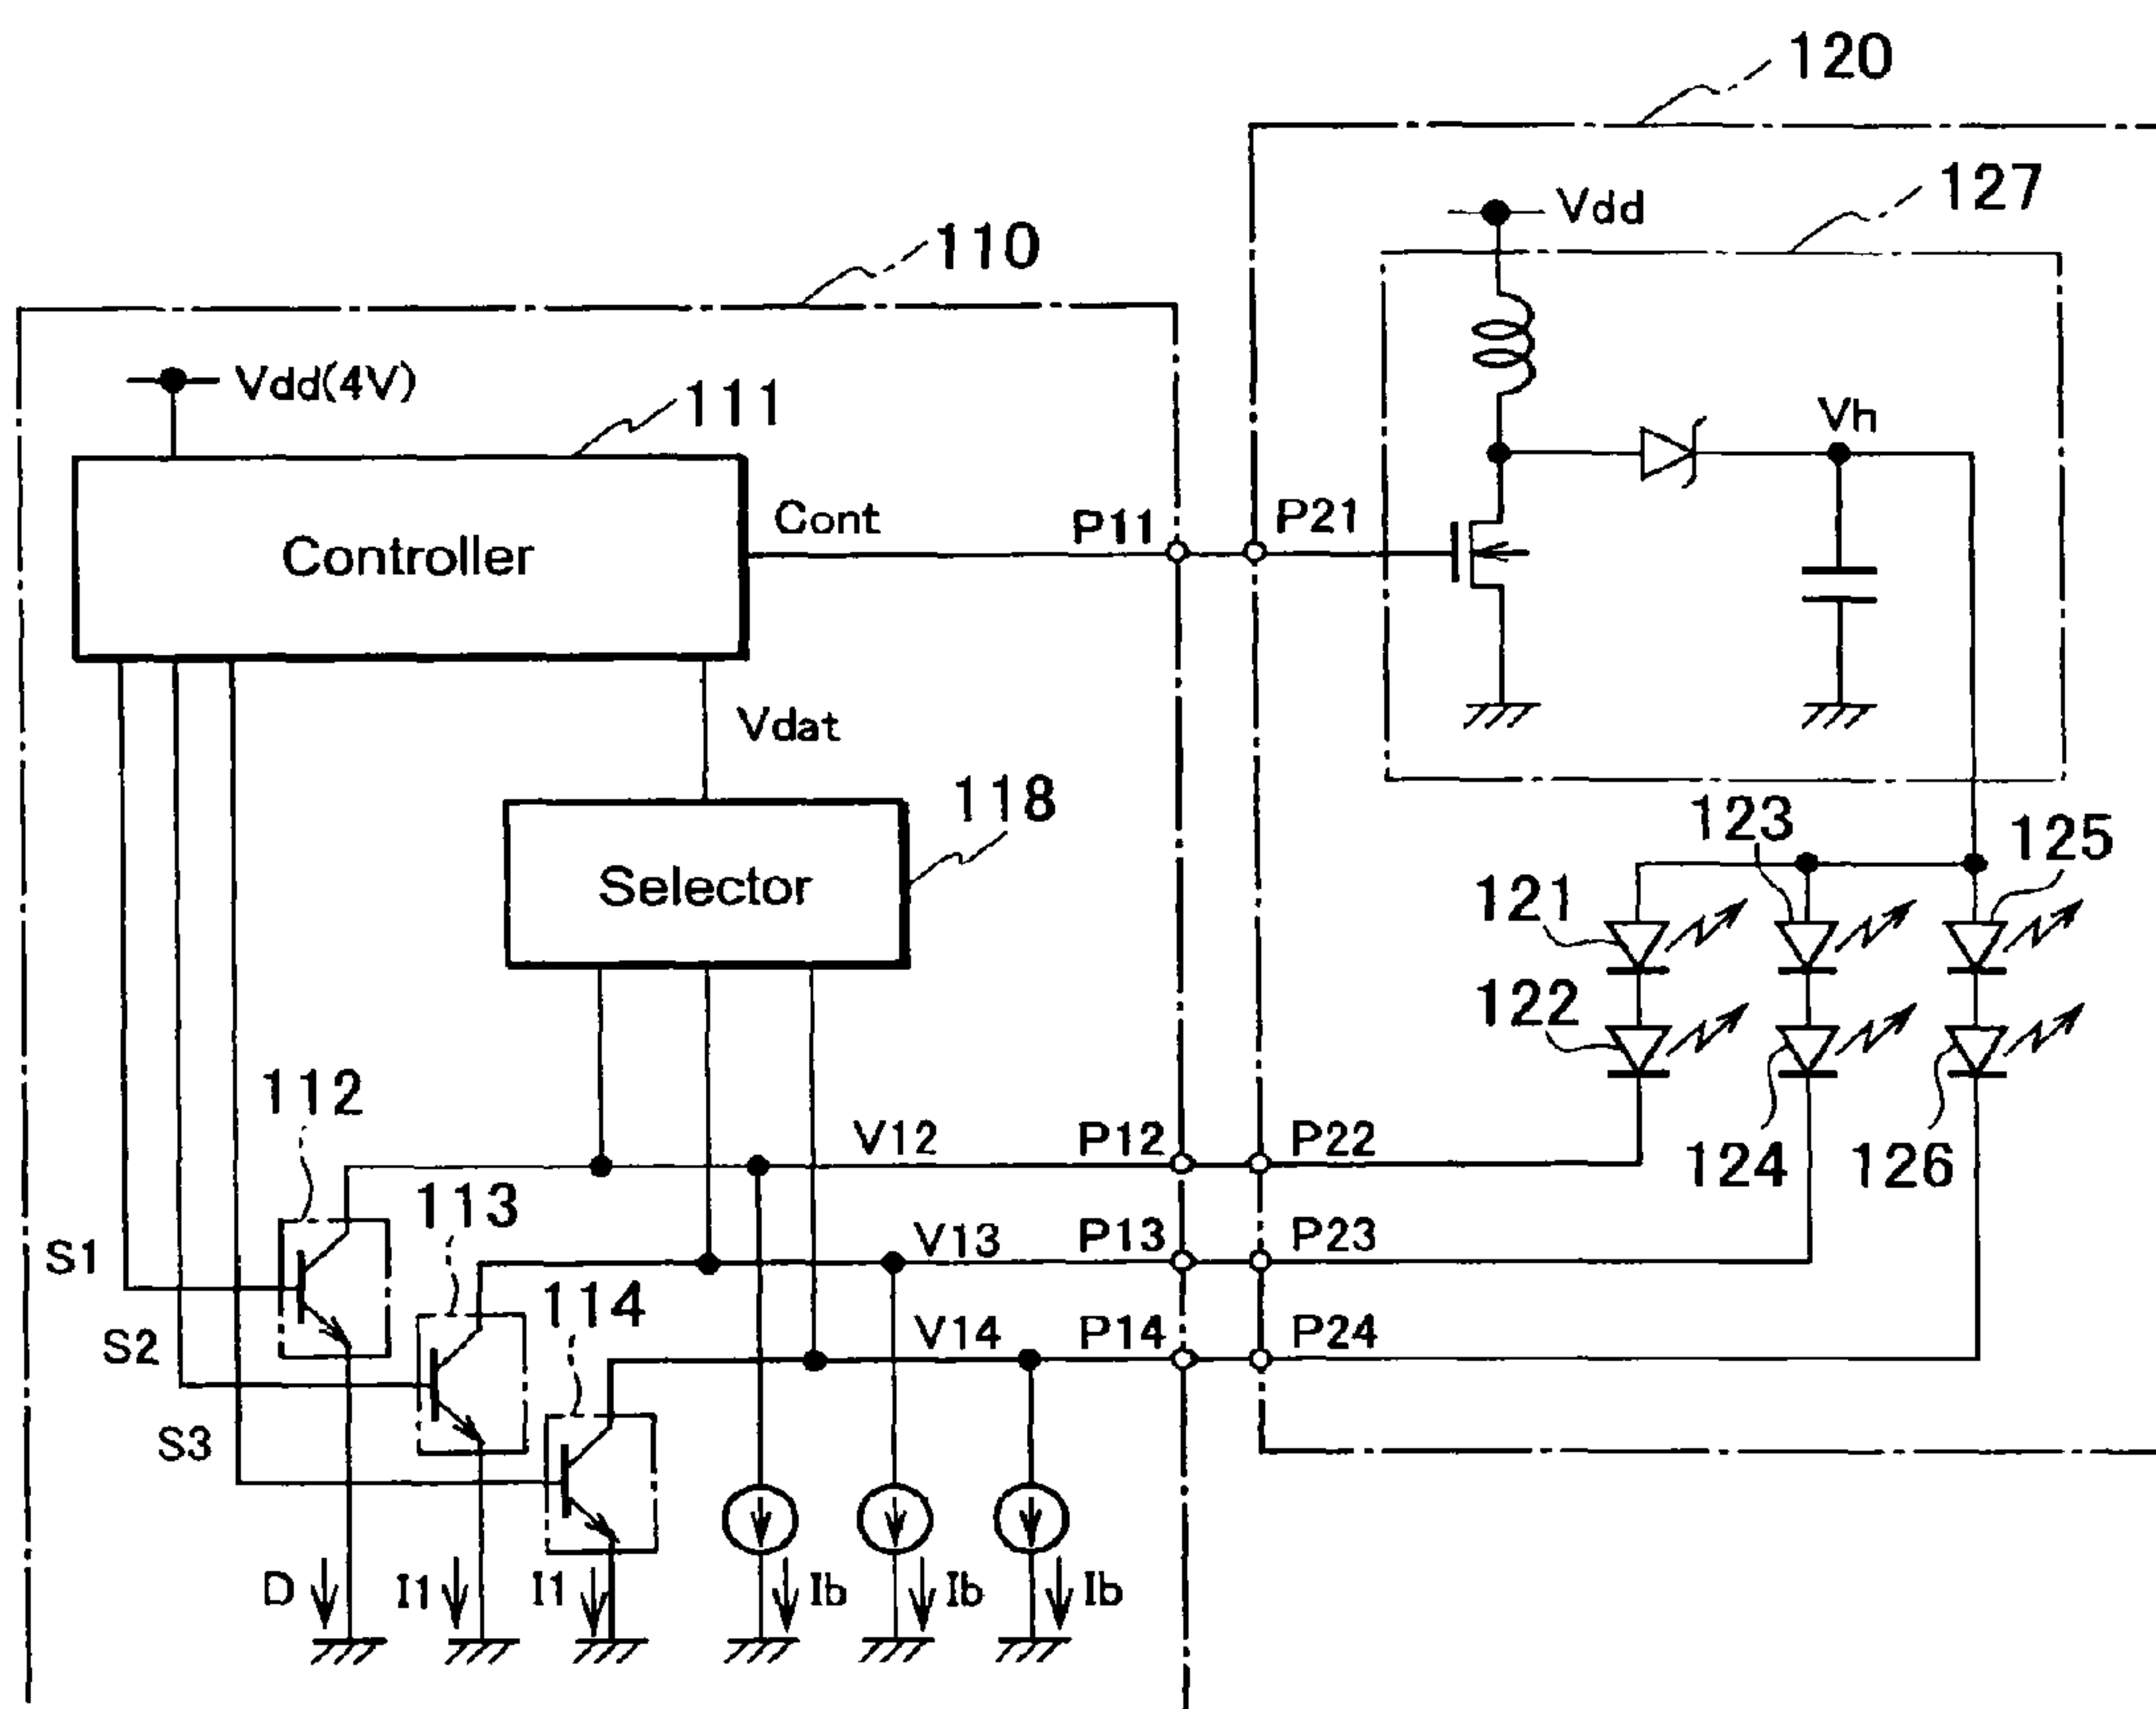 120
127
Vdd
110
Vdd(4V)
111
Vh
Controller
Cont
P11
P21
Vdat
118
Selector
123
125
121
122
112
V12
P12
P22
124
126
113
S1
V13
P13
P23
114
S2
V14
P14
P24
S3
D
I1
I1
Ib
Ib
Ib